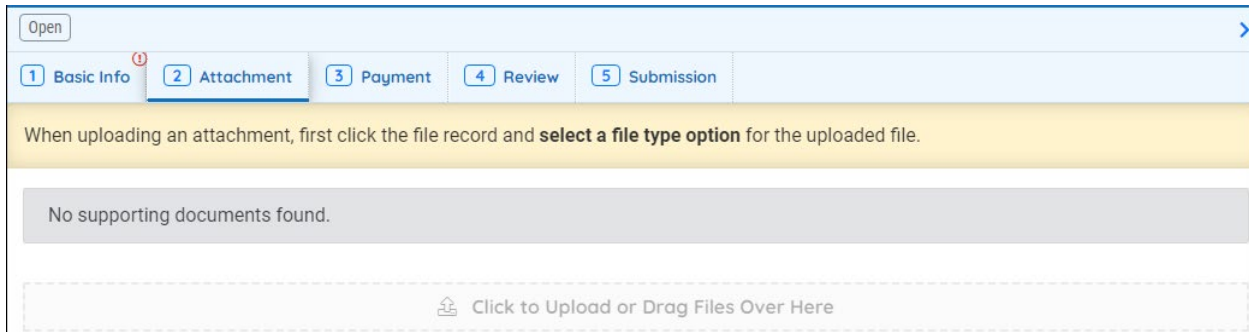 Open
1 Basic Info 2 Attachment 3 Payment 4 Review 5 Submission
When uploading an attachment, first click the file record and select a file type option for the uploaded file.
No supporting documents found.
Click to Upload or Drag Files Over Here